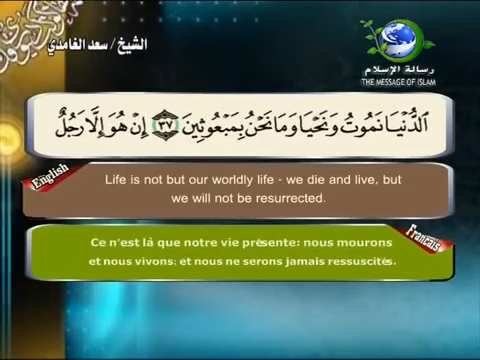 الشيخ / سعد الغامدي
رسالة الإسلام
THE MESSAGE OF ISLAM
الدُّنْيَا نَمُوتُ وَنَحْيَا وَمَا نَحْنُ بِمَبْعُوثِينَ ٣٧ إِنْ هُوَ إِلَّا رَجُلٌ
English
Life is not but our worldly life - we die and live, but
we will not be resurrected.
Français
Ce n'est là que notre vie présente: nous mourons
et nous vivons; et nous ne serons jamais ressuscités.